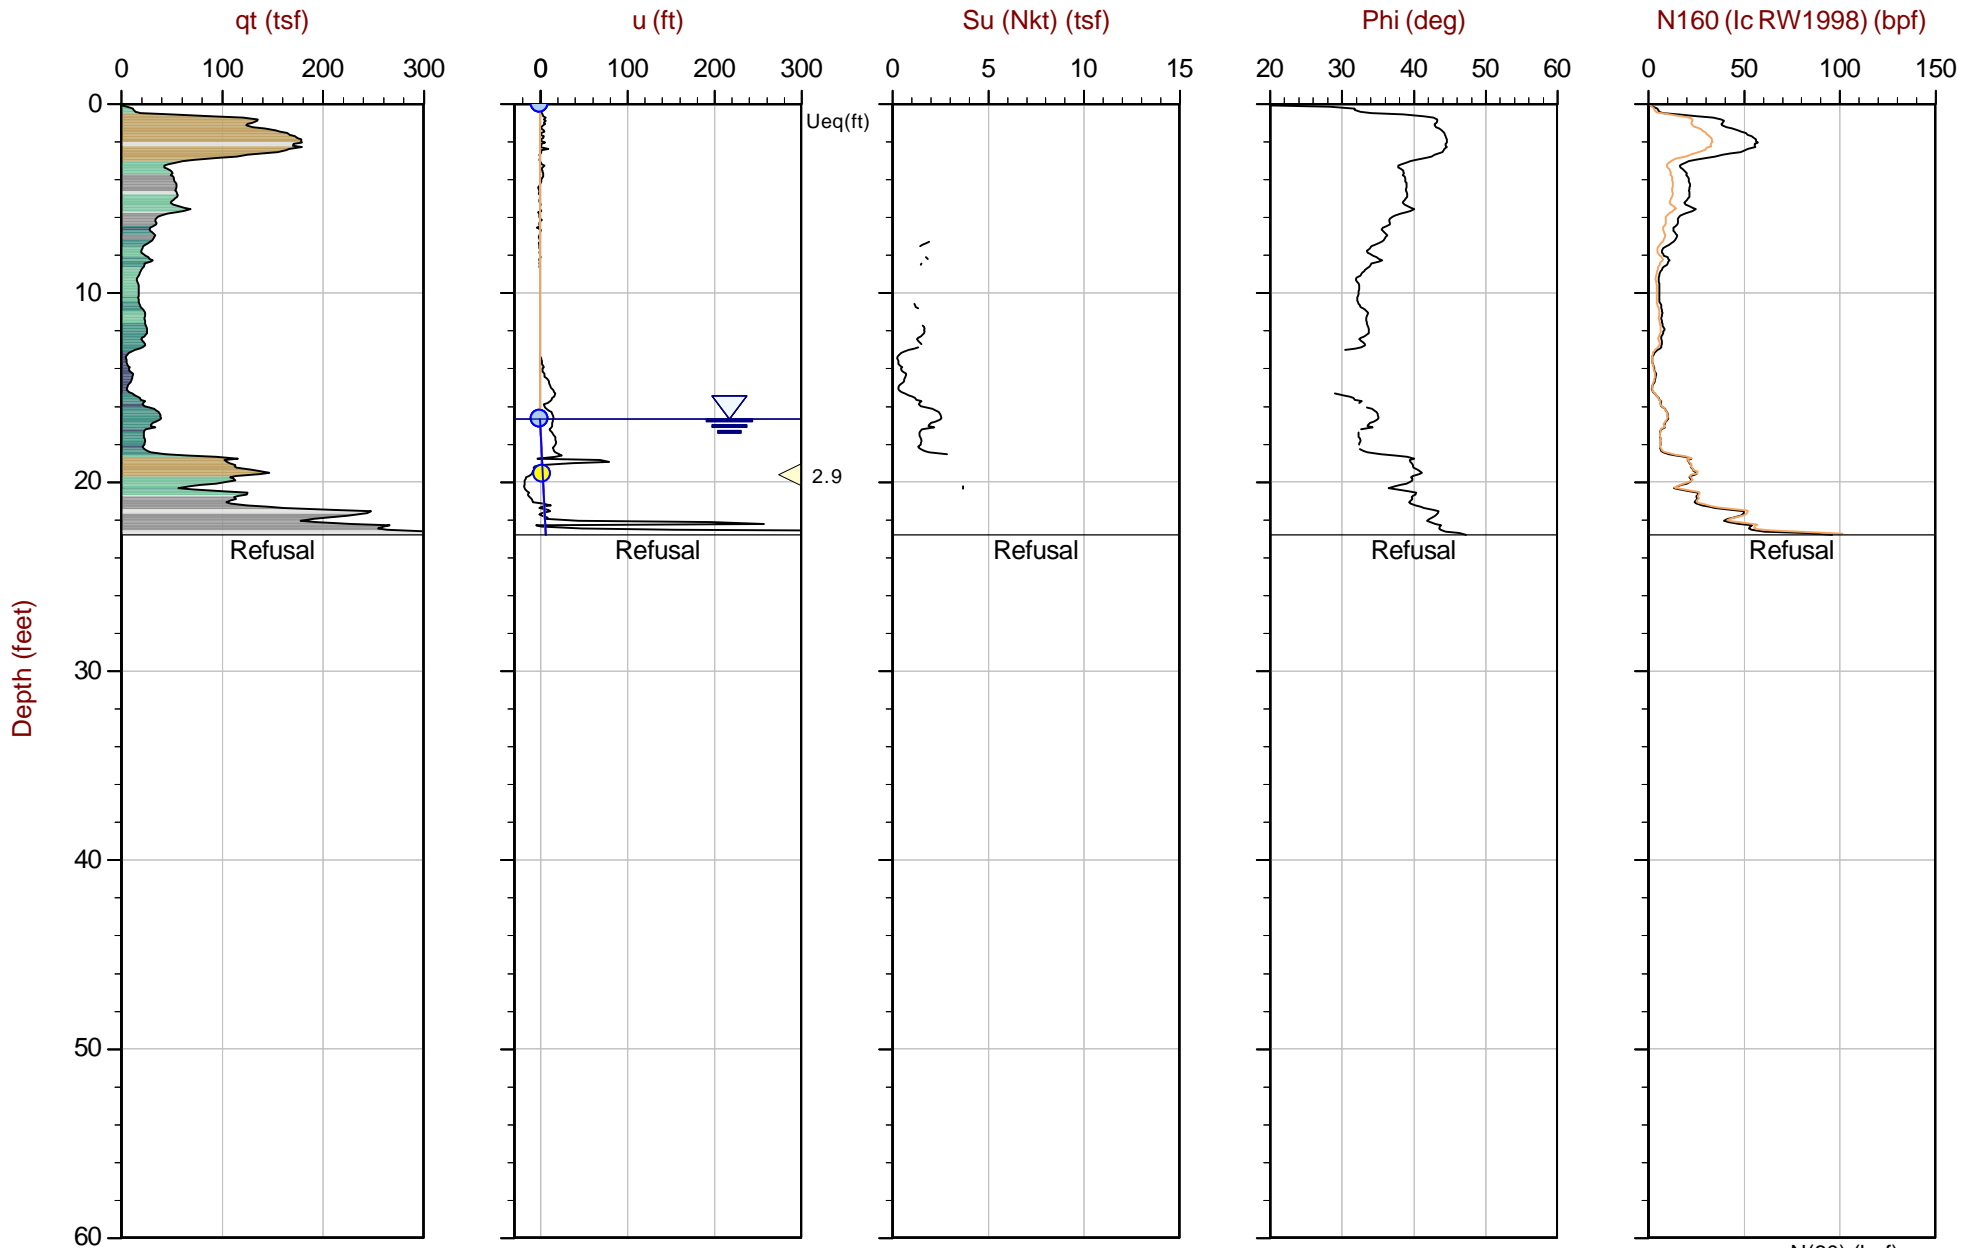 qt (tsf) u (ft) Su (Nkt) (tsf) Phi (deg) N160 (Ic RW1998) (bpf)
0 100 200 300 0 0 100 200 300 0 5 10 15 20 30 40 50 60 0 50 100 150
0
Ueq(ft)
10
20
2.9
Refusal Refusal Refusal Refusal Refusal
30
Depth (feet)
40
50
60